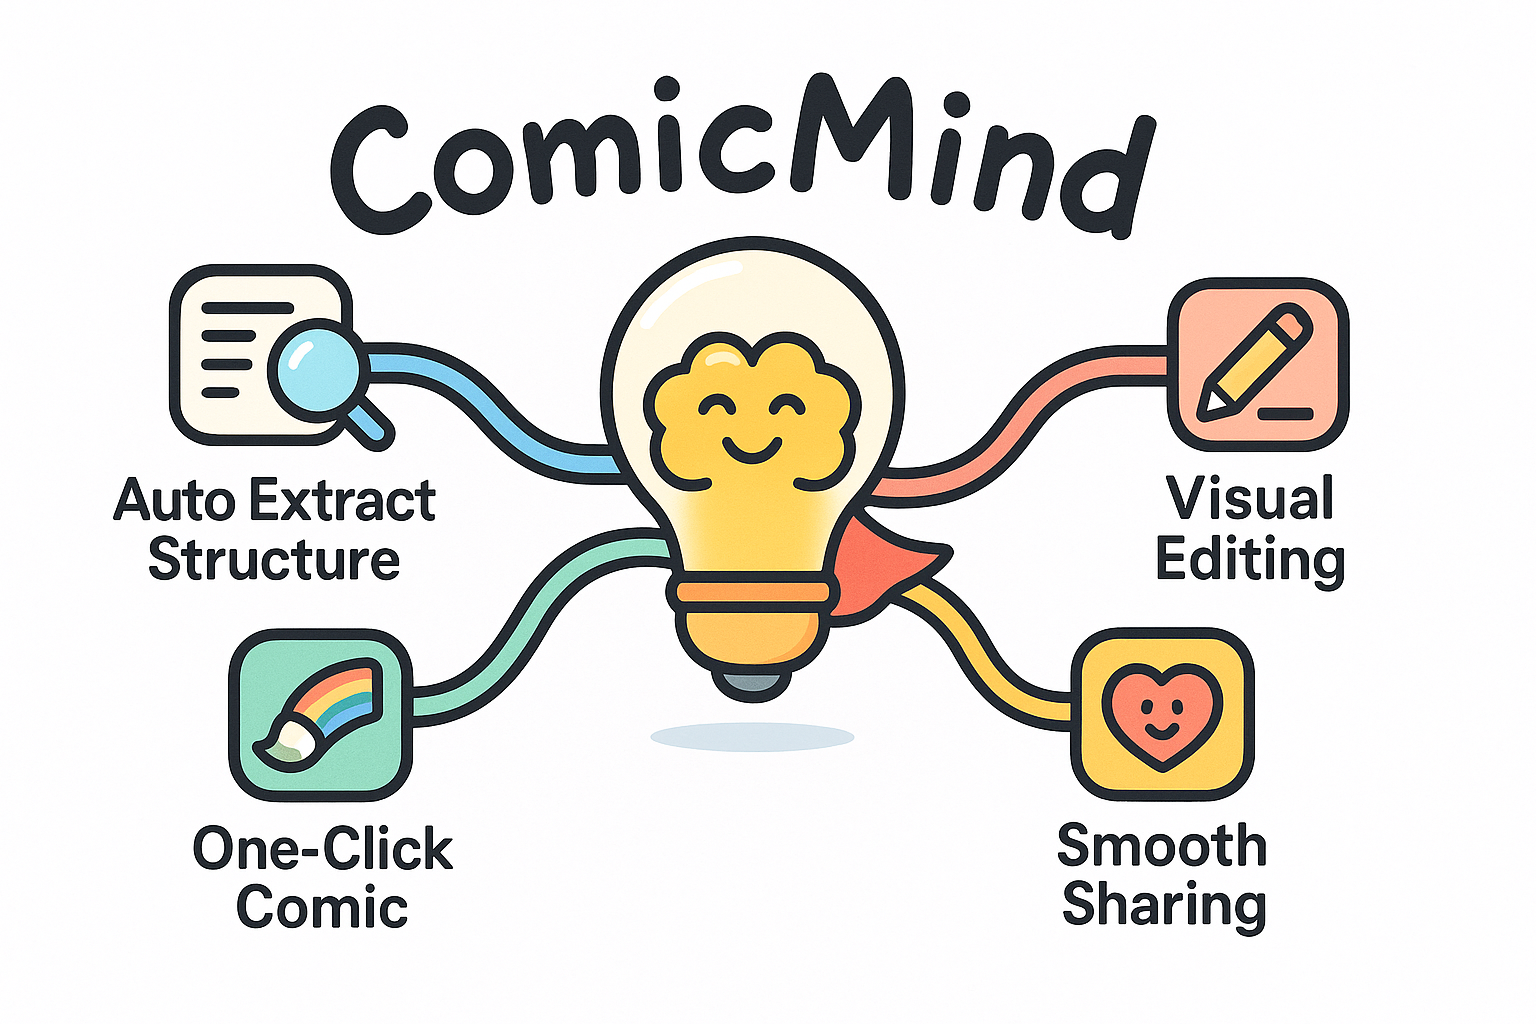 ComicMind
Auto Extract
Structure
Visual
Editing
One-Click
Comic
Smooth
Sharing